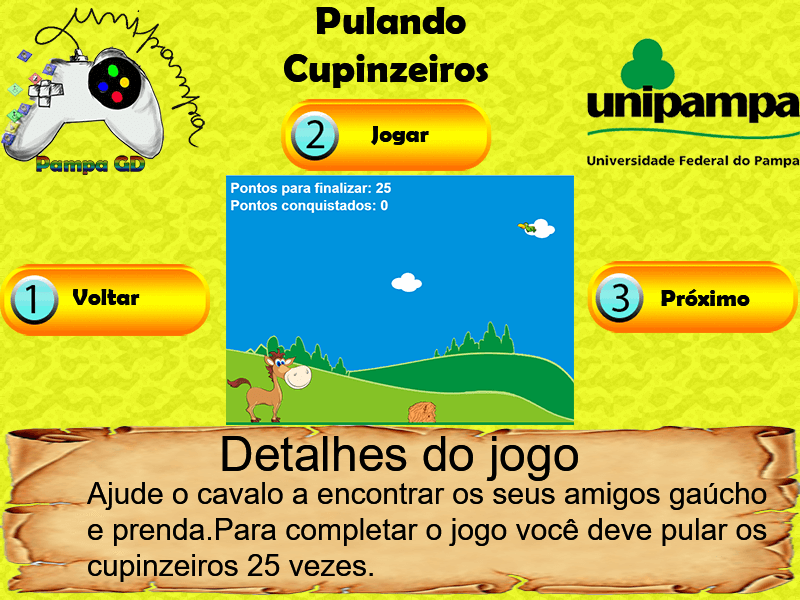 unipampa
Pampa GD
Pulando
Cupinzeiros
unipampa
Universidade Federal do Pampa
2 Jogar
Pontos para finalizar: 25
Pontos conquistados: 0
1 Voltar
3 Próximo
Detalhes do jogo
Ajude o cavalo a encontrar os seus amigos gaúcho
e prenda.Para completar o jogo você deve pular os
cupinzeiros 25 vezes.